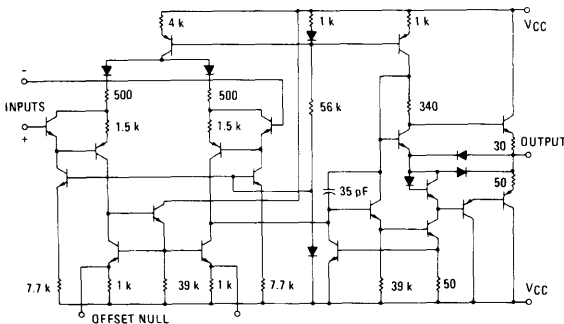 4 k
1 k
1 k
VCC
−
500
500
INPUTS
56 k
340
+
1.5 k
1.5 k
30
OUTPUT
50
35 pF
7.7 k
1 k
39 k
1 k
7.7 k
39 k
50
VCC
OFFSET NULL